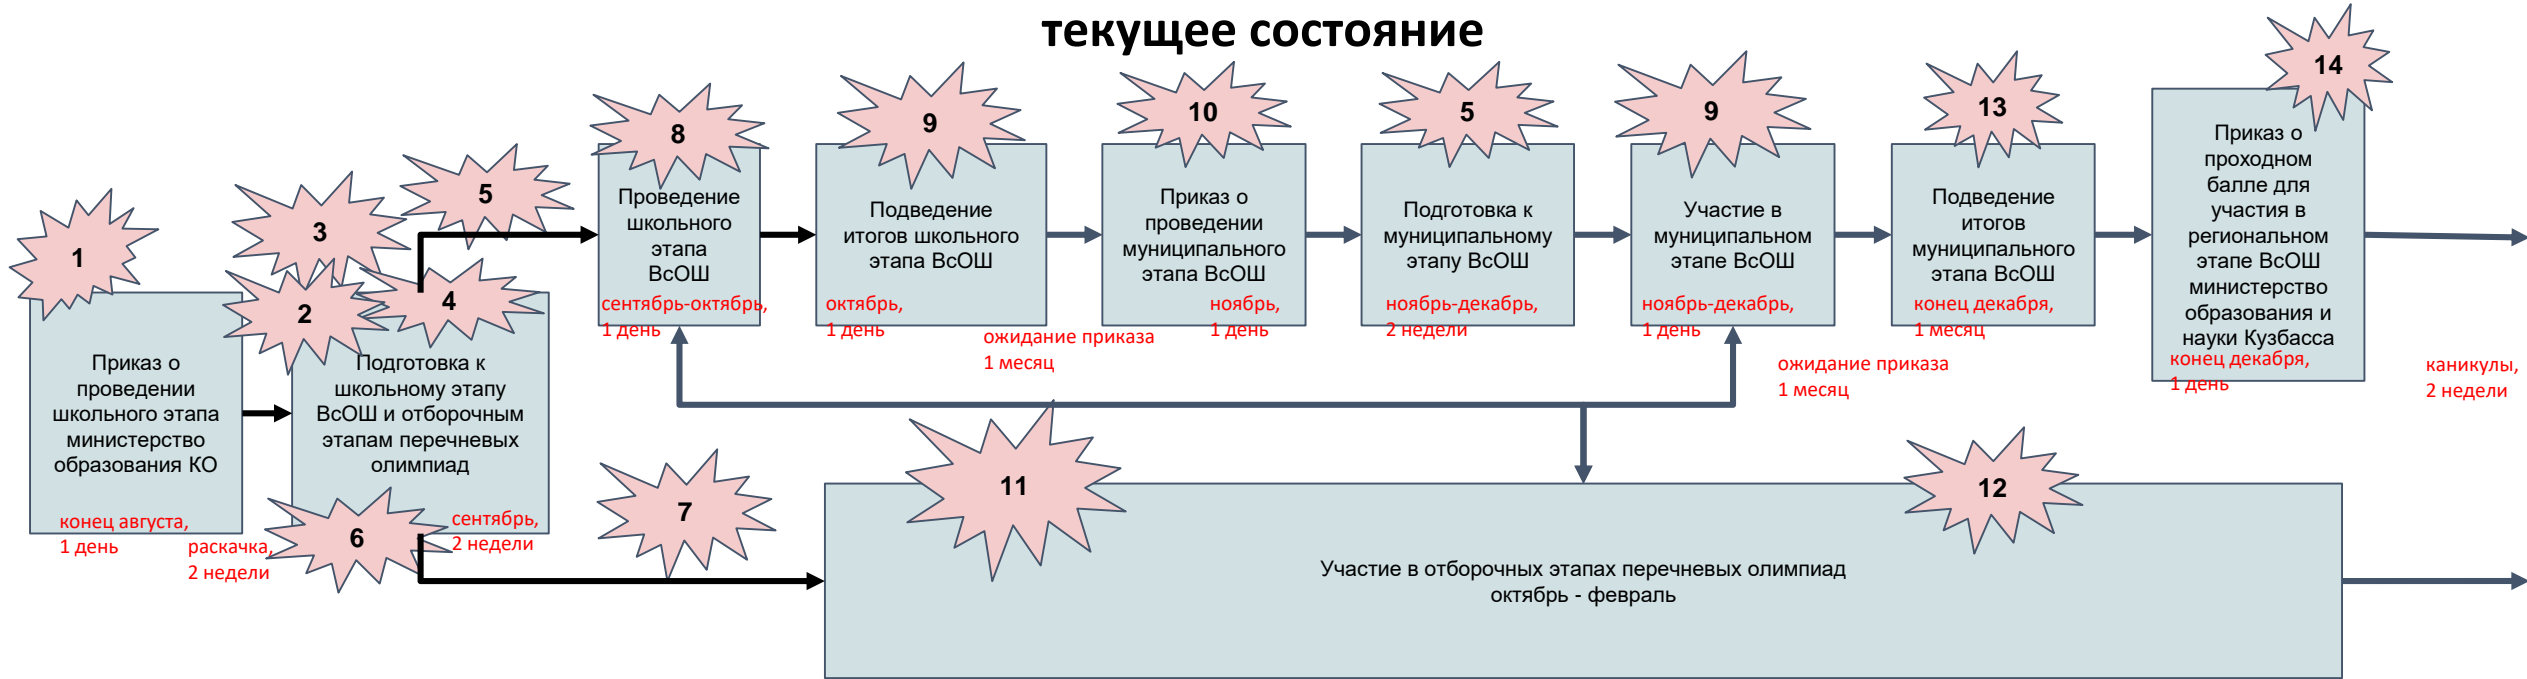 текущее состояние
1
Приказ о
проведении
школьного этапа
министерство
образования КО
конец августа,
1 день
раскачка,
2 недели
2
3
4
Подготовка к
школьному этапу
ВсОШ и отборочным
этапам перечневых
олимпиад
сентябрь,
2 недели
5
6
7
8
Проведение
школьного
этапа
ВсОШ
сентябрь-октябрь,
1 день
9
Подведение
итогов школьного
этапа ВсОШ
октябрь,
1 день
ожидание приказа
1 месяц
10
Приказ о
проведении
муниципального
этапа ВсОШ
ноябрь,
1 день
5
Подготовка к
муниципальному
этапу ВсОШ
ноябрь-декабрь,
2 недели
9
Участие в
муниципальном
этапе ВсОШ
ноябрь-декабрь,
1 день
ожидание приказа
1 месяц
13
Подведение
итогов
муниципального
этапа ВсОШ
конец декабря,
1 месяц
14
Приказ о
проходном
балле для
участия в
региональном
этапе ВсОШ
министерство
образования и
науки Кузбасса
конец декабря,
1 день
каникулы,
2 недели
11
12
Участие в отборочных этапах перечневых олимпиад
октябрь - февраль